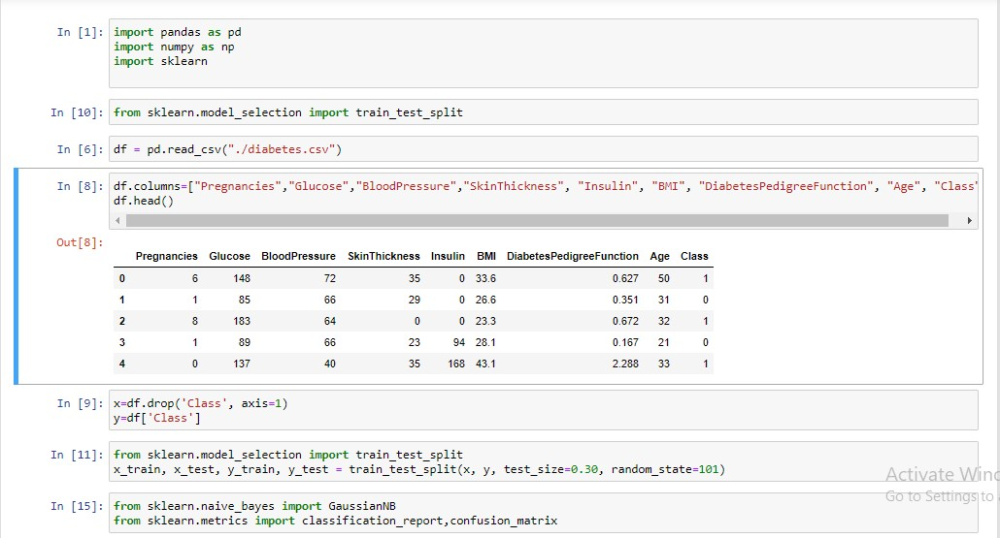 In [1]: import pandas as pd
import numpy as np
import sklearn
In [10]: from sklearn.model_selection import train_test_split
In [6]: df = pd.read_csv("./diabetes.csv")
In [8]: df.columns=["Pregnancies","Glucose","BloodPressure","SkinThickness", "Insulin", "BMI", "DiabetesPedigreeFunction", "Age", "Class"
df.head()
Out[8]:
Pregnancies Glucose BloodPressure SkinThickness Insulin BMI DiabetesPedigreeFunction Age Class
0 6 148 72 35 0 33.6 0.627 50 1
1 1 85 66 29 0 26.6 0.351 31 0
2 8 183 64 0 0 23.3 0.672 32 1
3 1 89 66 23 94 28.1 0.167 21 0
4 0 137 40 35 168 43.1 2.288 33 1
In [9]: x=df.drop('Class', axis=1)
y=df['Class']
In [11]: from sklearn.model_selection import train_test_split
x_train, x_test, y_train, y_test = train_test_split(x, y, test_size=0.30, random_state=101)
Activate Wind
Go to Settings to
In [15]: from sklearn.naive_bayes import GaussianNB
from sklearn.metrics import classification_report,confusion_matrix